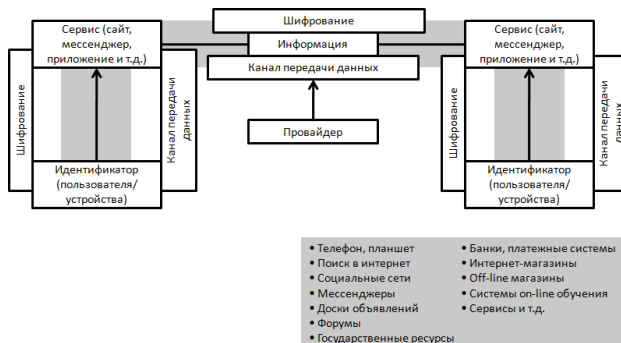 Шифрование
Сервис (сайт,
мессенджер,
приложение и т.д.)
Информация
Сервис (сайт,
мессенджер,
приложение и т.д.)
Канал передачи данных
Шифрование
Канал передачи
данных
Провайдер
Шифрование
Канал передачи
данных
Идентификатор
(пользователя/
устройства)
Идентификатор
(пользователя/
устройства)
• Телефон, планшет
• Поиск в интернет
• Социальные сети
• Мессенджеры
• Доски объявлений
• Форумы
• Государственные ресурсы
• Банки, платежные системы
• Интернет-магазины
• Off-line магазины
• Системы on-line обучения
• Сервисы и т.д.